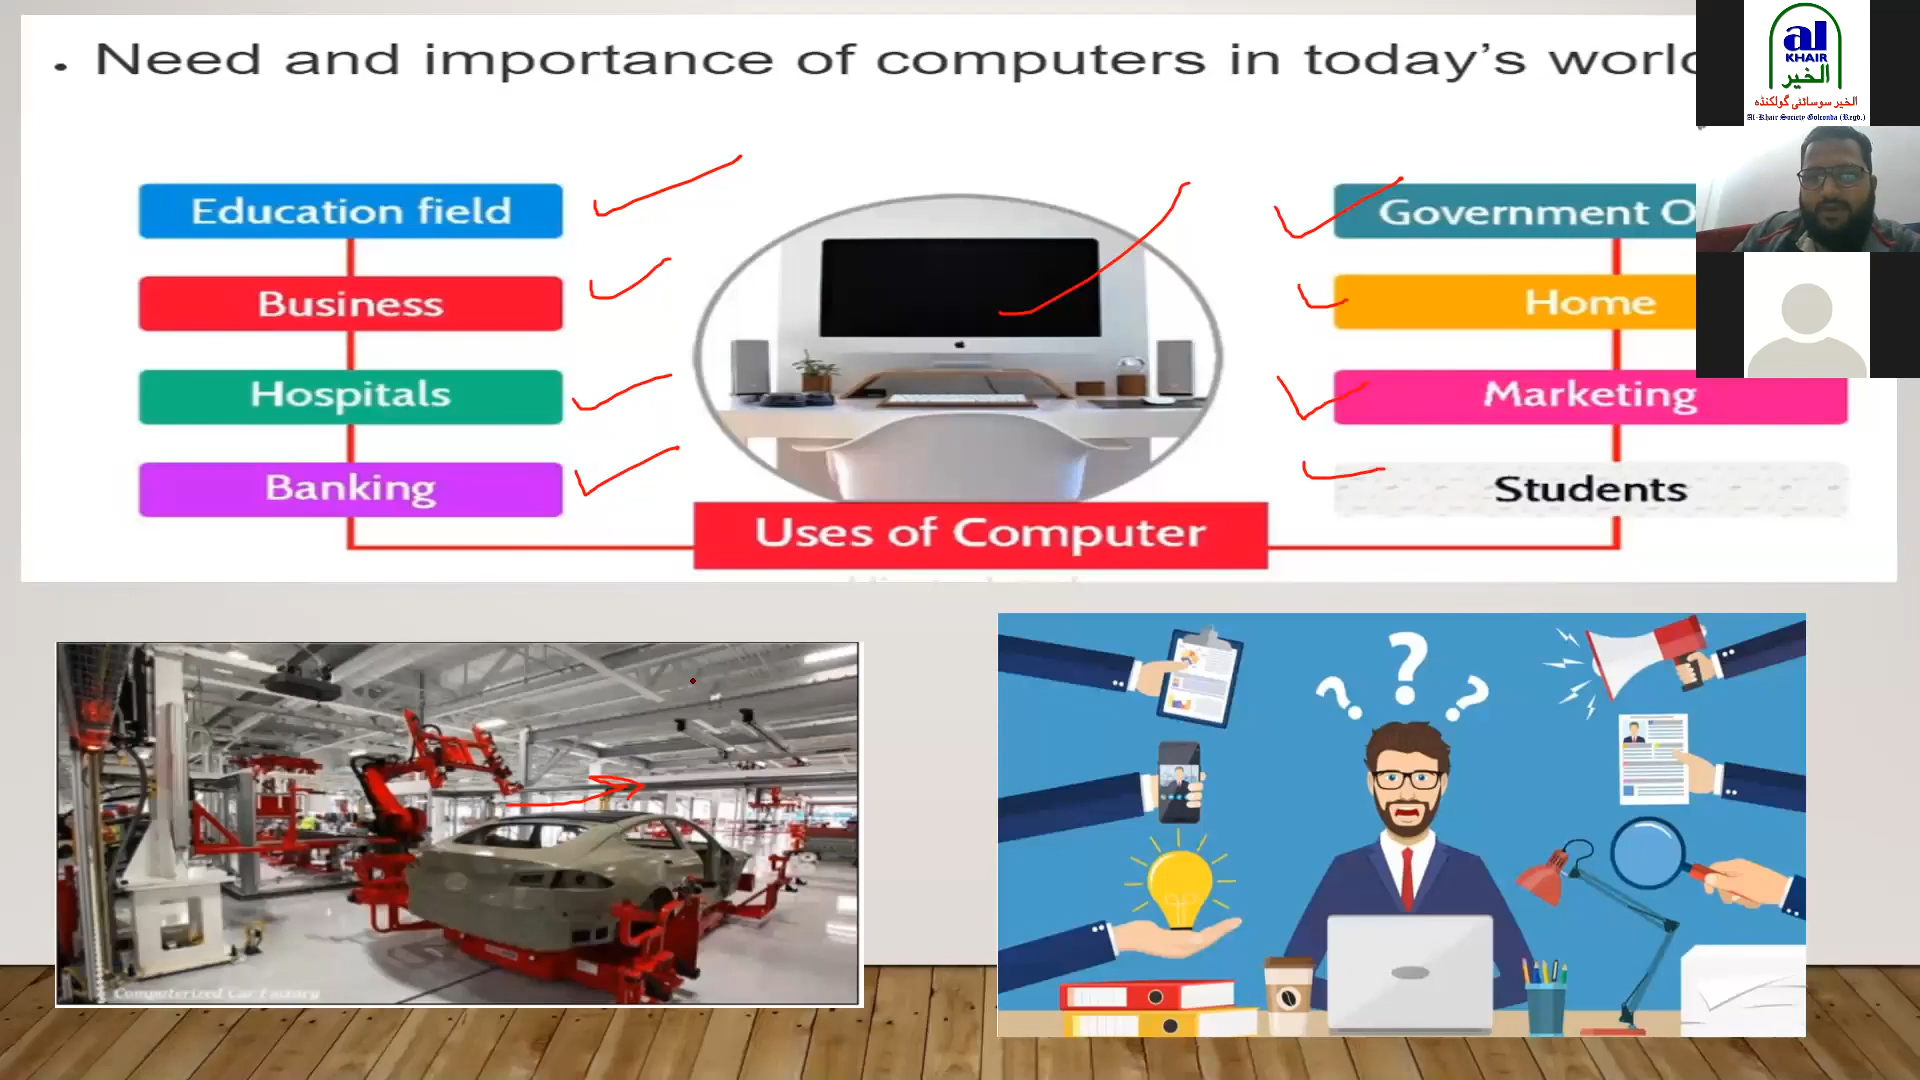 . Need and importance of computers in today's world
al
KHAIR
الخير
الخير سوسائٹی گولکنڈہ
Al-Khair Society Golconda (Regd.)
Education field
Business
Hospitals
Banking
Government O
Home
Marketing
Students
Uses of Computer
Computerized Car Factory
? ? ?